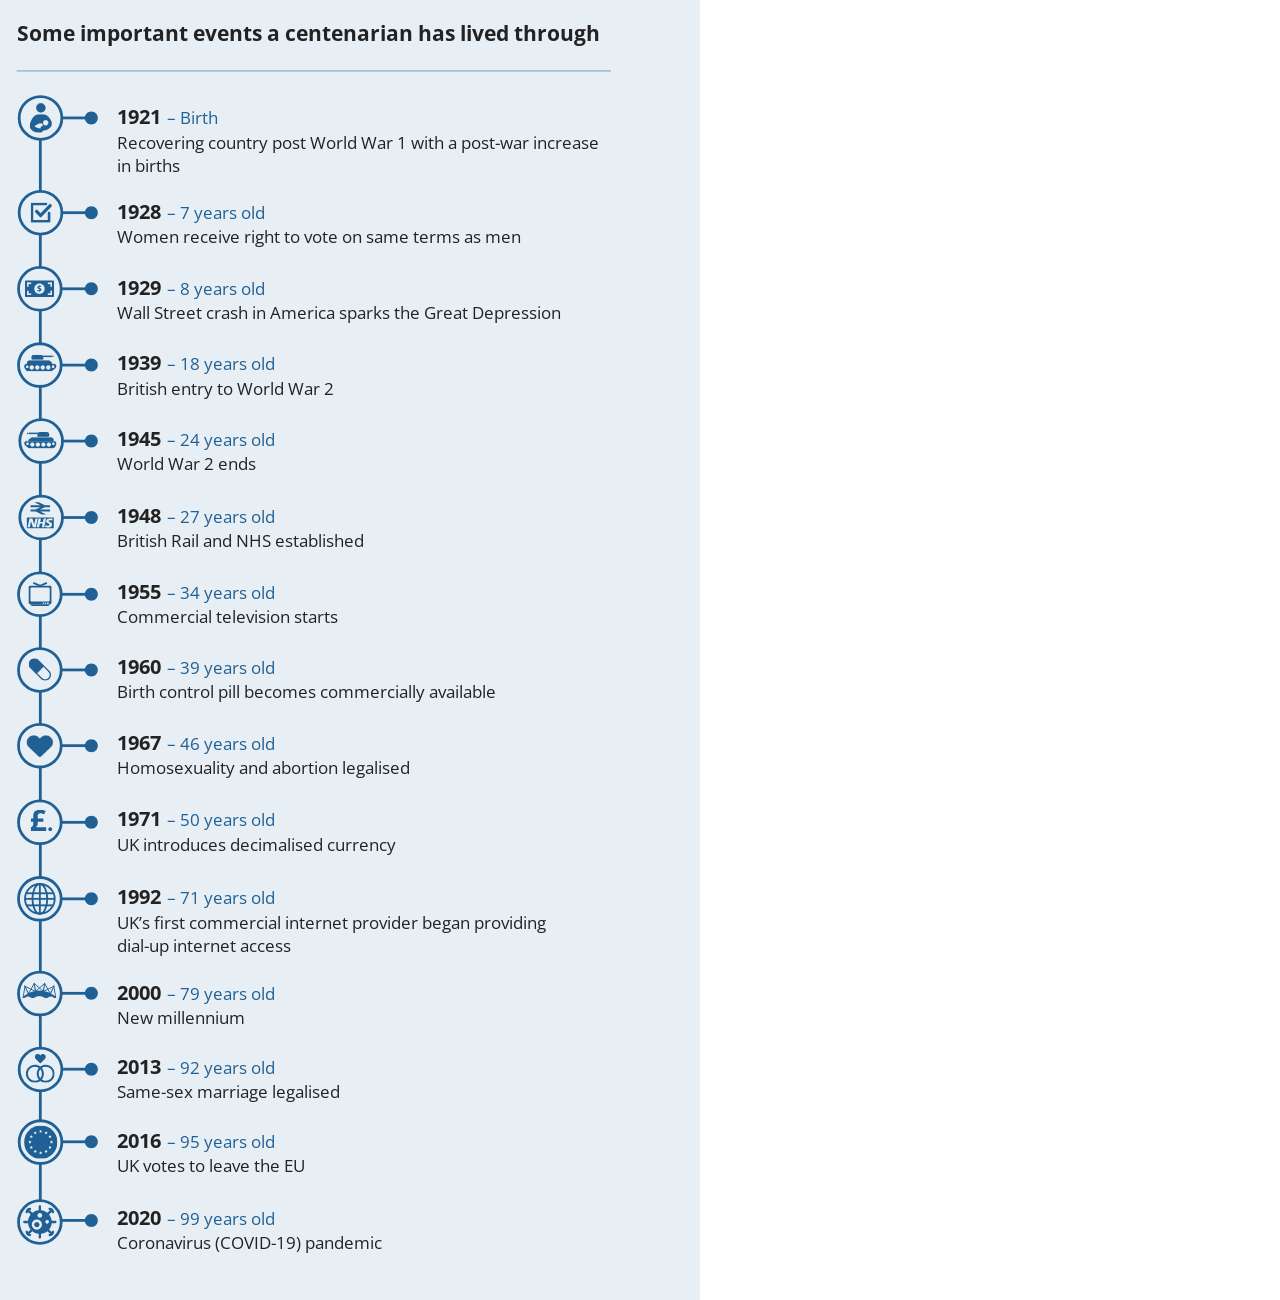 Some important events a centenarian has lived through
1921 – Birth
Recovering country post World War 1 with a post-war increase
in births
1928 – 7 years old
Women receive right to vote on same terms as men
$
1929 – 8 years old
Wall Street crash in America sparks the Great Depression
1939 – 18 years old
British entry to World War 2
1945 – 24 years old
World War 2 ends
NHS
1948 – 27 years old
British Rail and NHS established
1955 – 34 years old
Commercial television starts
1960 – 39 years old
Birth control pill becomes commercially available
1967 – 46 years old
Homosexuality and abortion legalised
£.
1971 – 50 years old
UK introduces decimalised currency
1992 – 71 years old
UK’s first commercial internet provider began providing
dial-up internet access
2000 – 79 years old
New millennium
2013 – 92 years old
Same-sex marriage legalised
2016 – 95 years old
UK votes to leave the EU
2020 – 99 years old
Coronavirus (COVID-19) pandemic